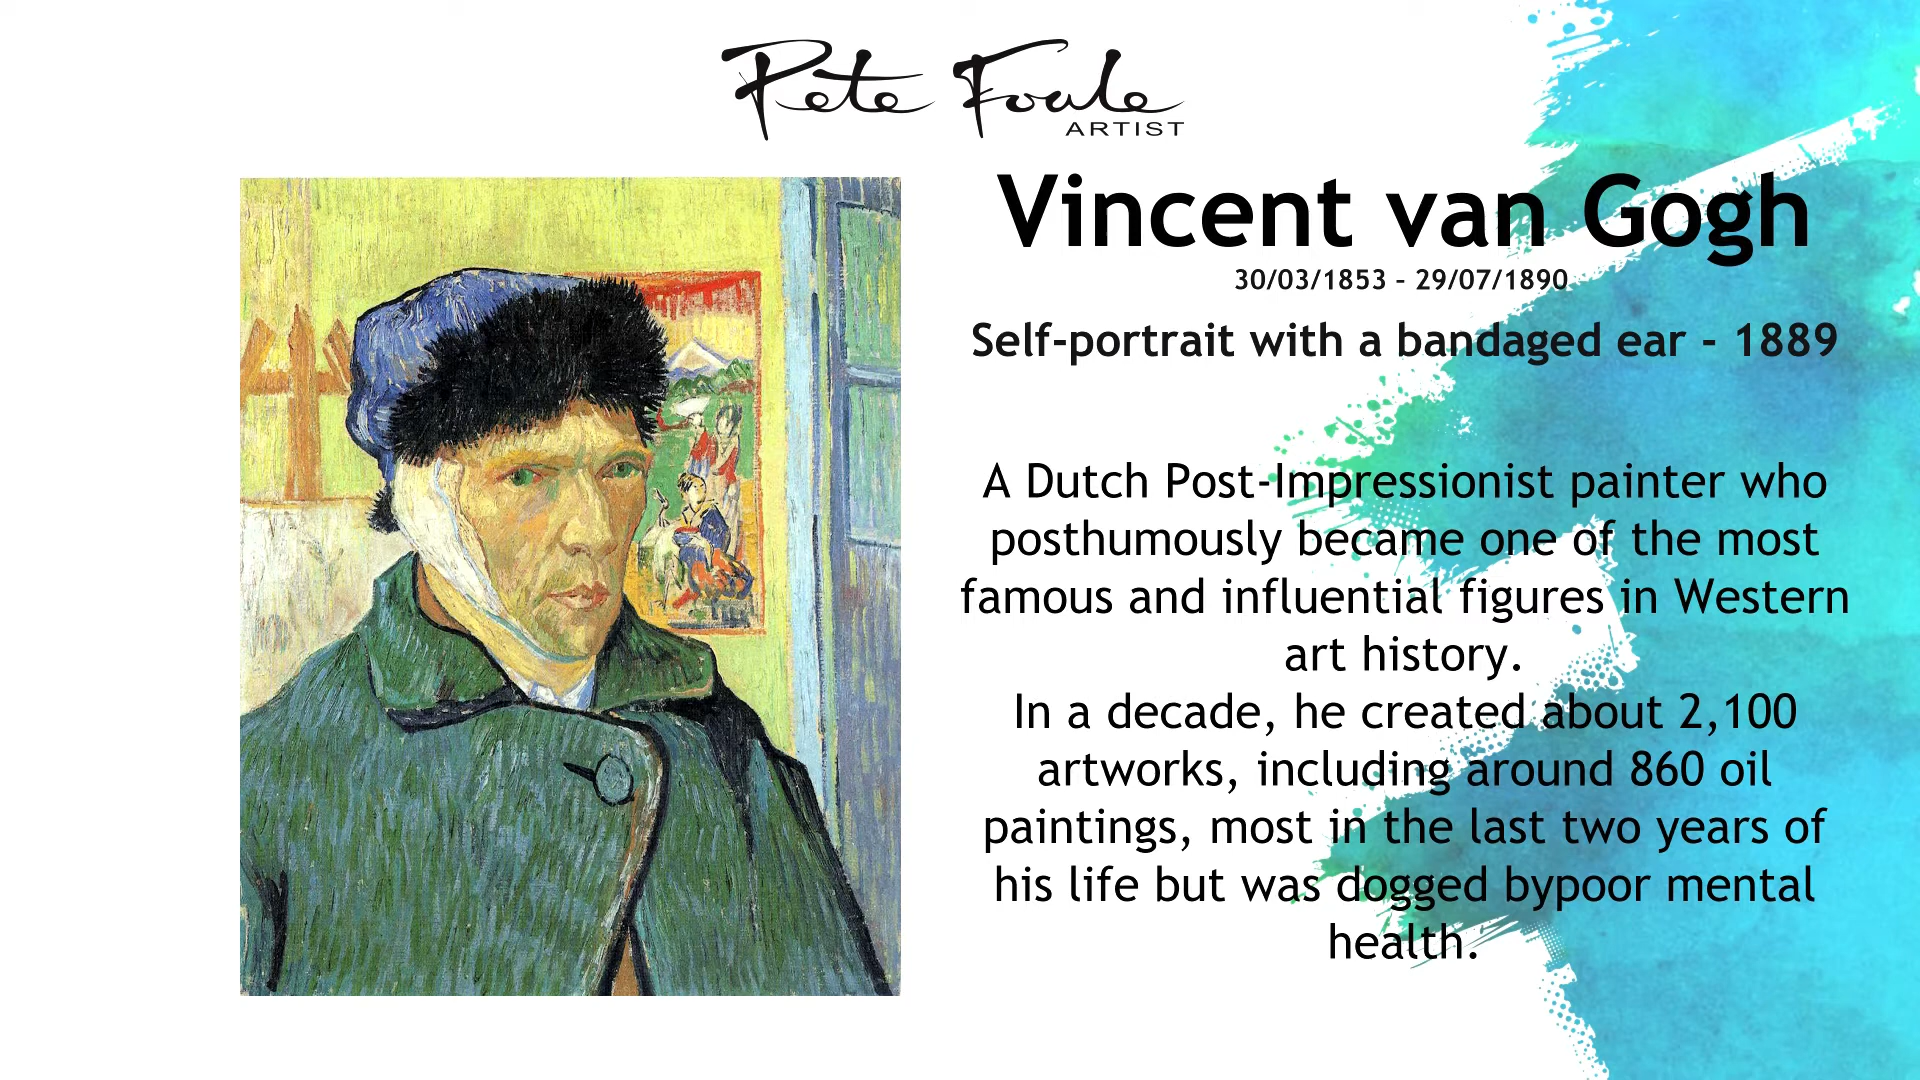 Pete Foule
ARTIST
Vincent van Gogh
30/03/1853 - 29/07/1890
Self-portrait with a bandaged ear - 1889
A Dutch Post-Impressionist painter who
posthumously became one of the most
famous and influential figures in Western
art history.
In a decade, he created about 2,100
artworks, including around 860 oil
paintings, most in the last two years of
his life but was dogged bypoor mental
health.